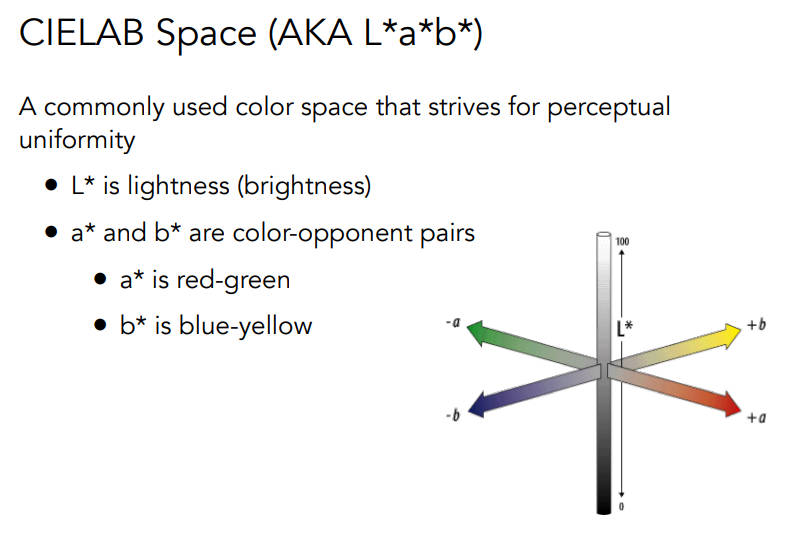 CIELAB Space (AKA L*a*b*)
A commonly used color space that strives for perceptual
uniformity
● L* is lightness (brightness)
● a* and b* are color-opponent pairs
● a* is red-green
● b* is blue-yellow
100
-a
L*
+b
-b
+a
0